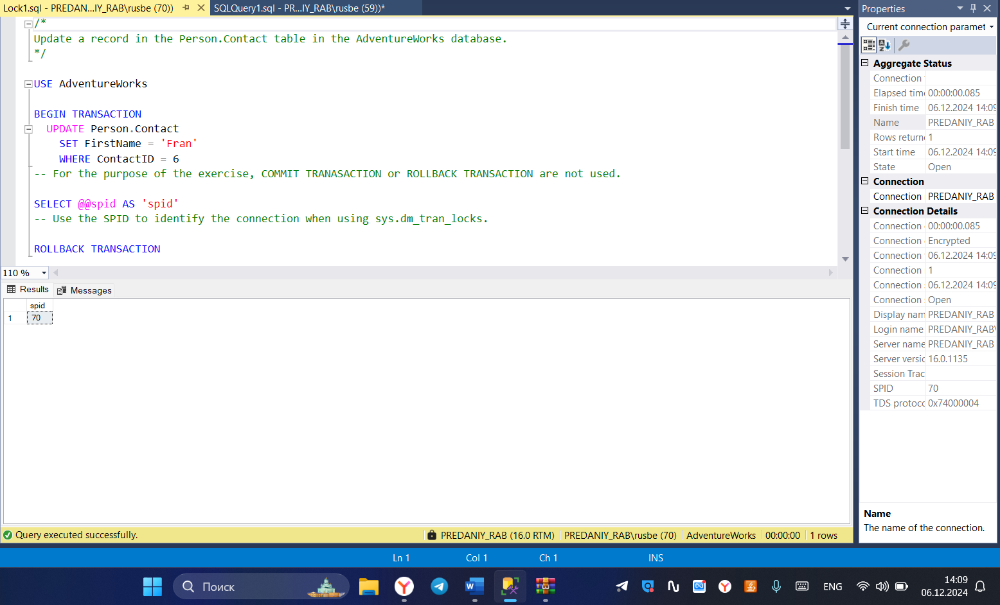 Lock1.sql - PREDAN...IY_RAB\rusbe (70))
SQLQuery1.sql - PR...IY_RAB\rusbe (59))*
/*
Update a record in the Person.Contact table in the AdventureWorks database.
*/
USE AdventureWorks
BEGIN TRANSACTION
UPDATE Person.Contact
SET FirstName = 'Fran'
WHERE ContactID = 6
-- For the purpose of the exercise, COMMIT TRANASACTION or ROLLBACK TRANSACTION are not used.
SELECT @@spid AS 'spid'
-- Use the SPID to identify the connection when using sys.dm_tran_locks.
ROLLBACK TRANSACTION
110 %
Results
Messages
spid
1 70
Query executed successfully.
PREDANIY_RAB (16.0 RTM)
PREDANIY_RAB\rusbe (70)
AdventureWorks
00:00:00
1 rows
Properties
Current connection paramet
Aggregate Status
Connection
Elapsed tim 00:00:00.085
Finish time 06.12.2024 14:09
Name PREDANIY_RAB
Rows return 1
Start time 06.12.2024 14:09
State Open
Connection
Connection PREDANIY_RAB
Connection Details
Connection 00:00:00.085
Connection Encrypted
Connection 06.12.2024 14:09
Connection 1
Connection 06.12.2024 14:09
Connection Open
Display nam PREDANIY_RAB
Login name PREDANIY_RAB\
Server name PREDANIY_RAB
Server versic 16.0.1135
Session Trac
SPID 70
TDS protocc 0x74000004
Name
The name of the connection.
Ln 1
Col 1
Ch 1
INS
Поиск
ENG
14:09
06.12.2024